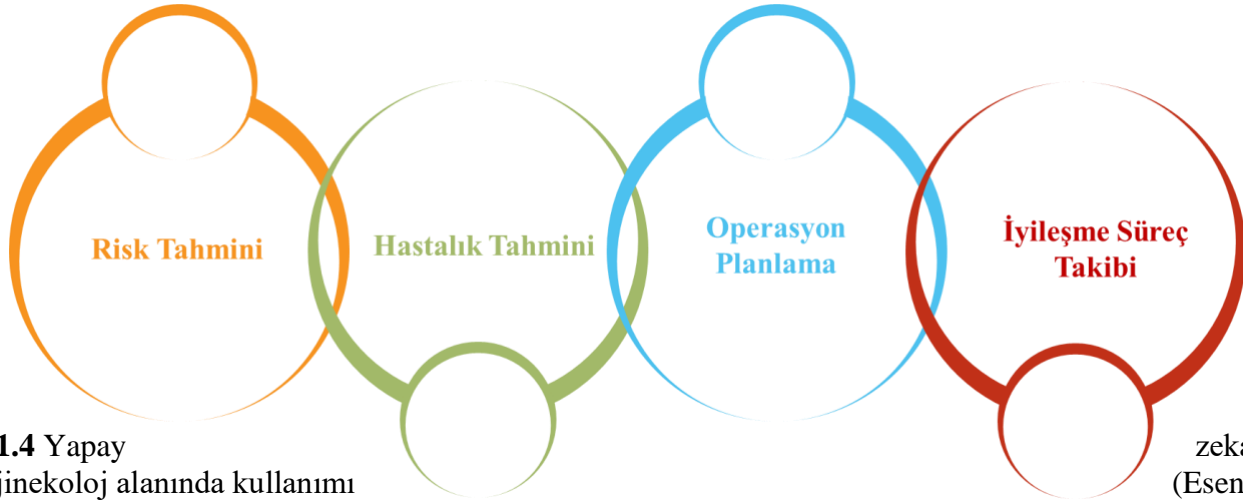 Risk Tahmini
Hastalık Tahmini
Operasyon
Planlama
İyileşme Süreç
Takibi
1.4 Yapay zeka
jinekoloj alanında kullanımı (Esen